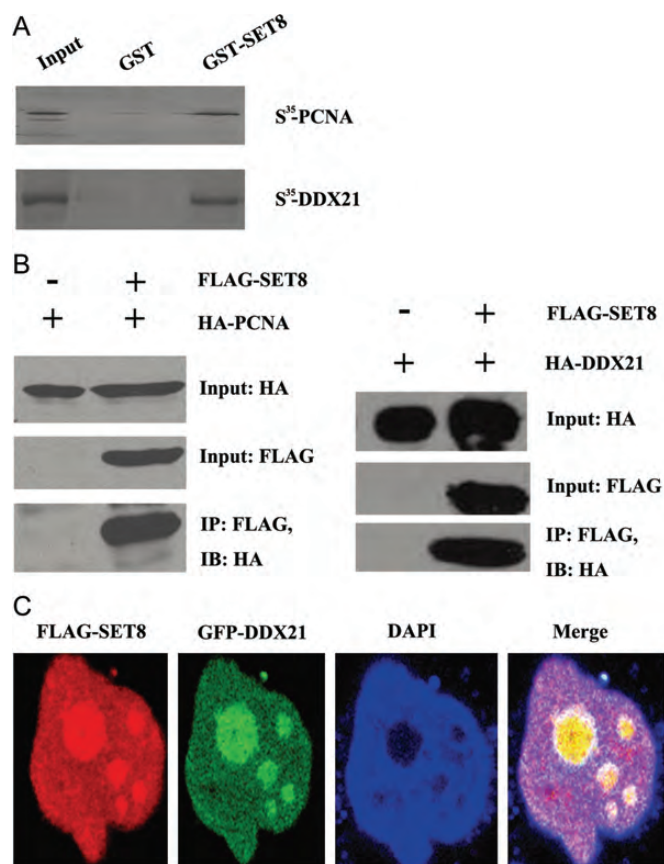 A
Input GST GST-SET8
S³⁵-PCNA
S³⁵-DDX21
B
- + FLAG-SET8
+ + HA-PCNA
Input: HA
Input: FLAG
IP: FLAG,
IB: HA
- + FLAG-SET8
+ + HA-DDX21
Input: HA
Input: FLAG
IP: FLAG,
IB: HA
C
FLAG-SET8 GFP-DDX21 DAPI Merge